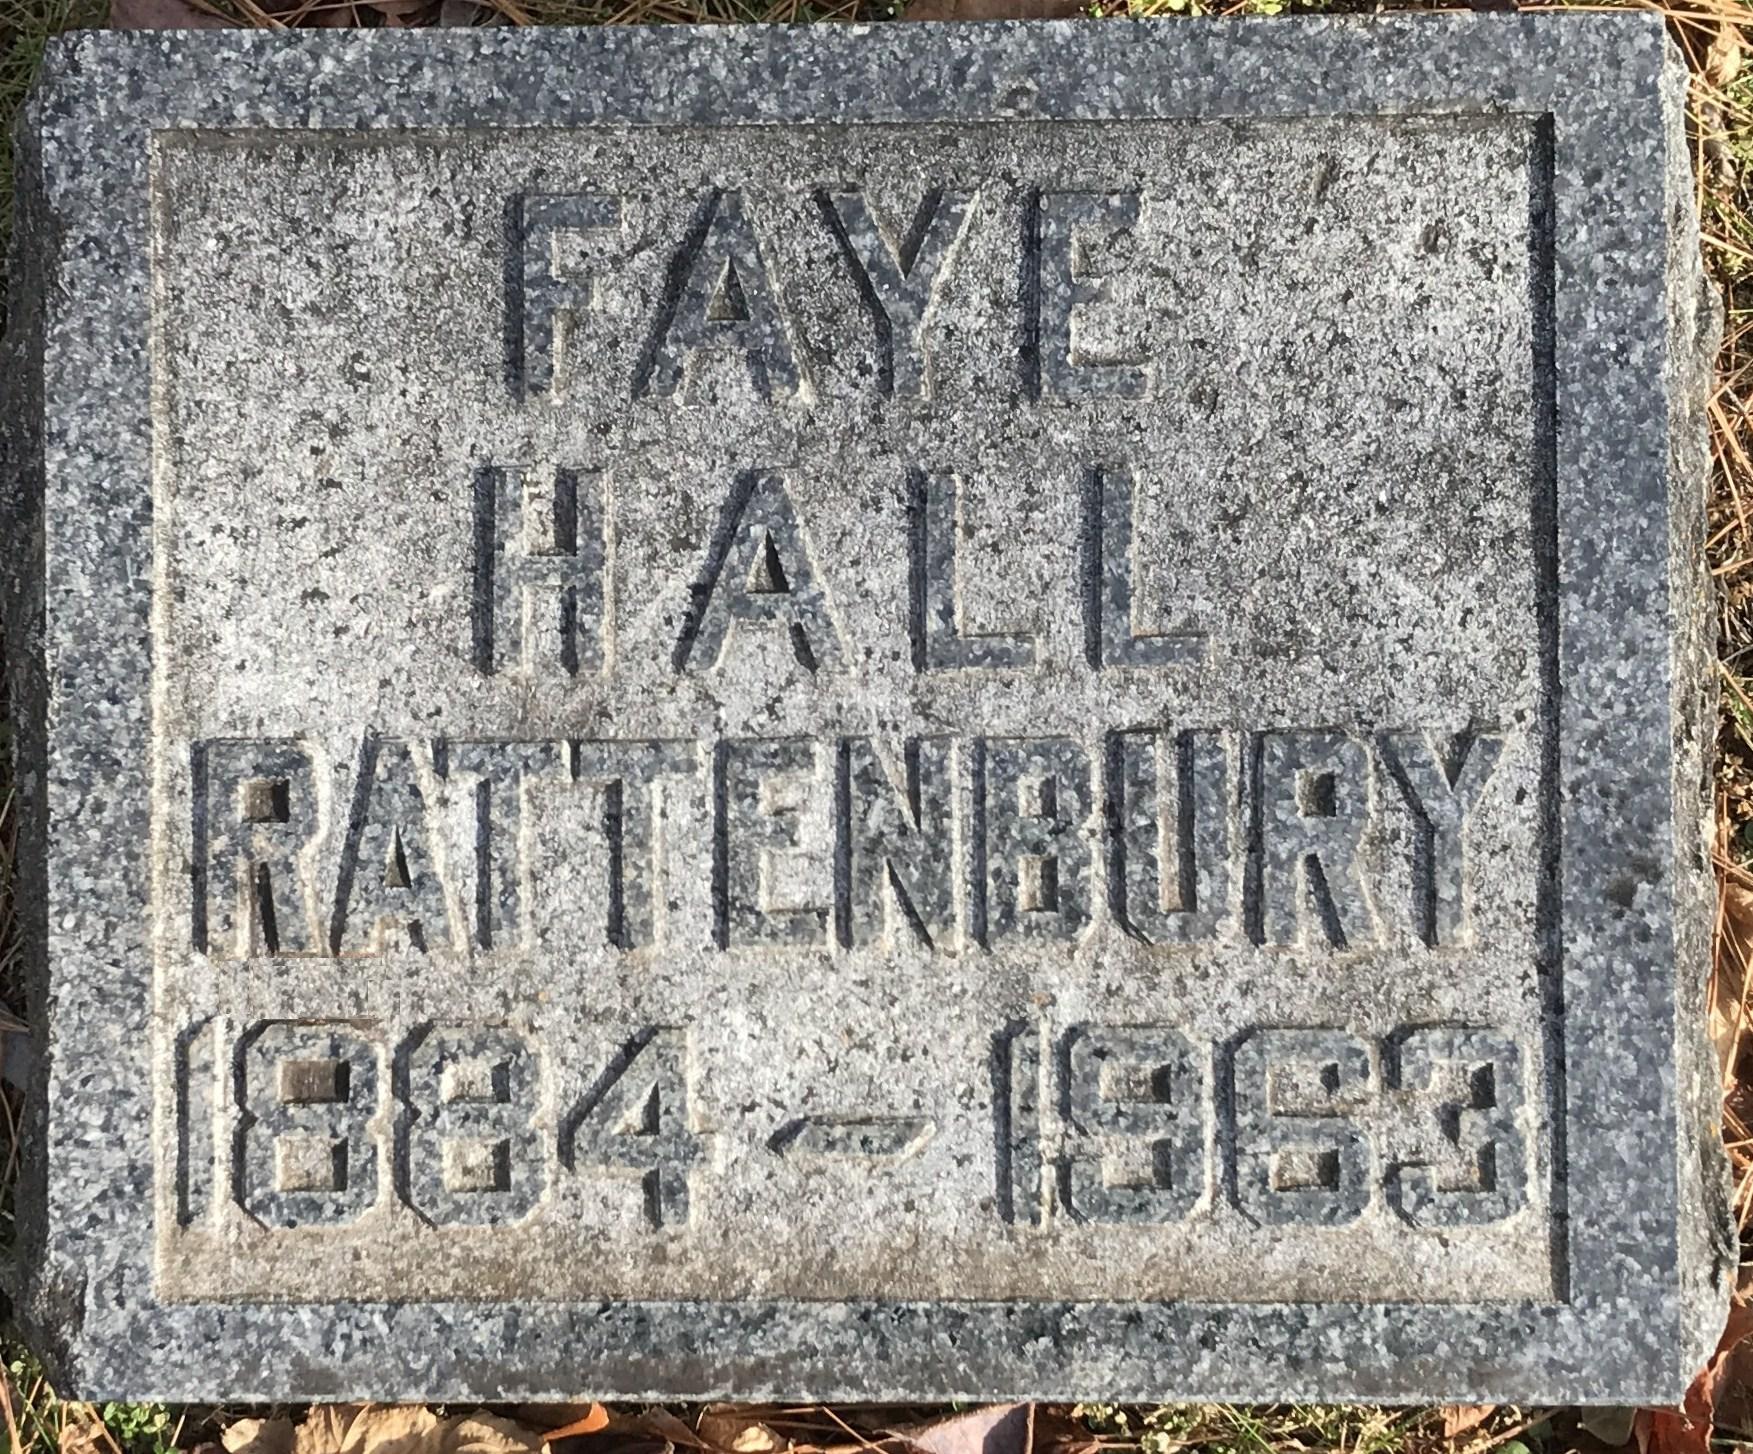 FAYE
HALL
RATTENBURY
1884-1963